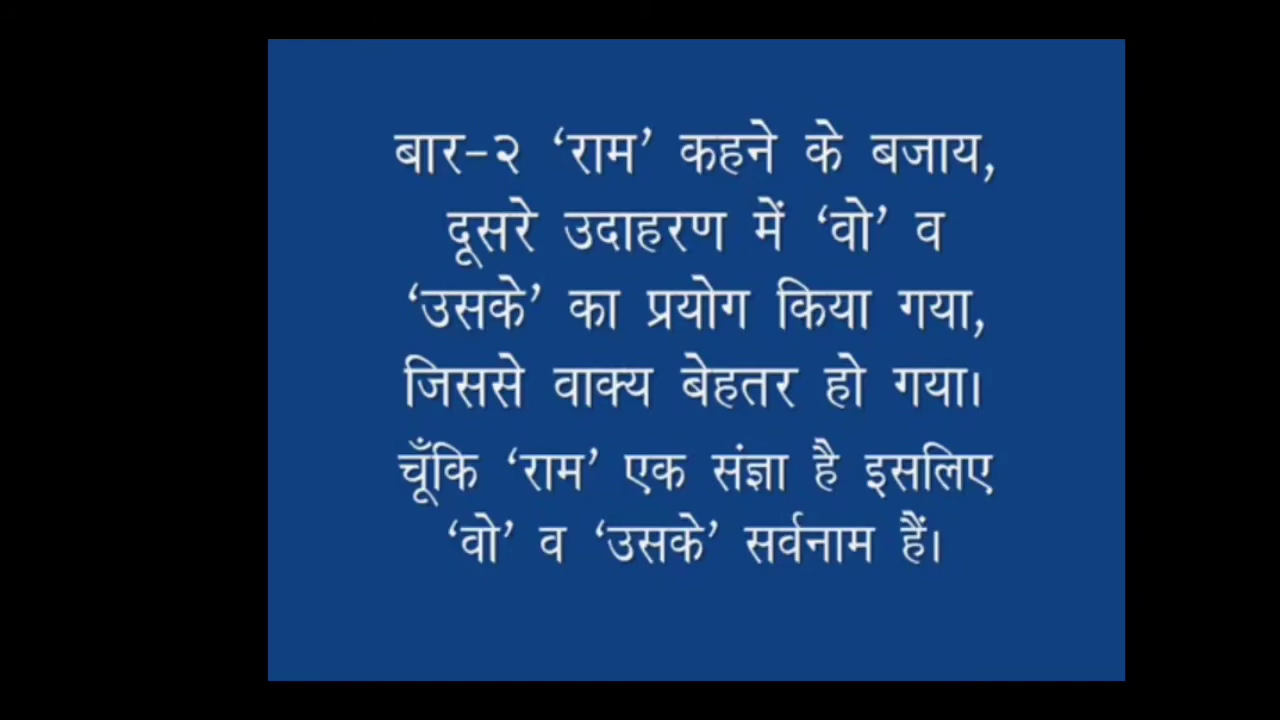 बार-२ ‘राम’ कहने के बजाय,
दूसरे उदाहरण में ‘वो’ व
‘उसके’ का प्रयोग किया गया,
जिससे वाक्य बेहतर हो गया।
चूँकि ‘राम’ एक संज्ञा है इसलिए
‘वो’ व ‘उसके’ सर्वनाम हैं।